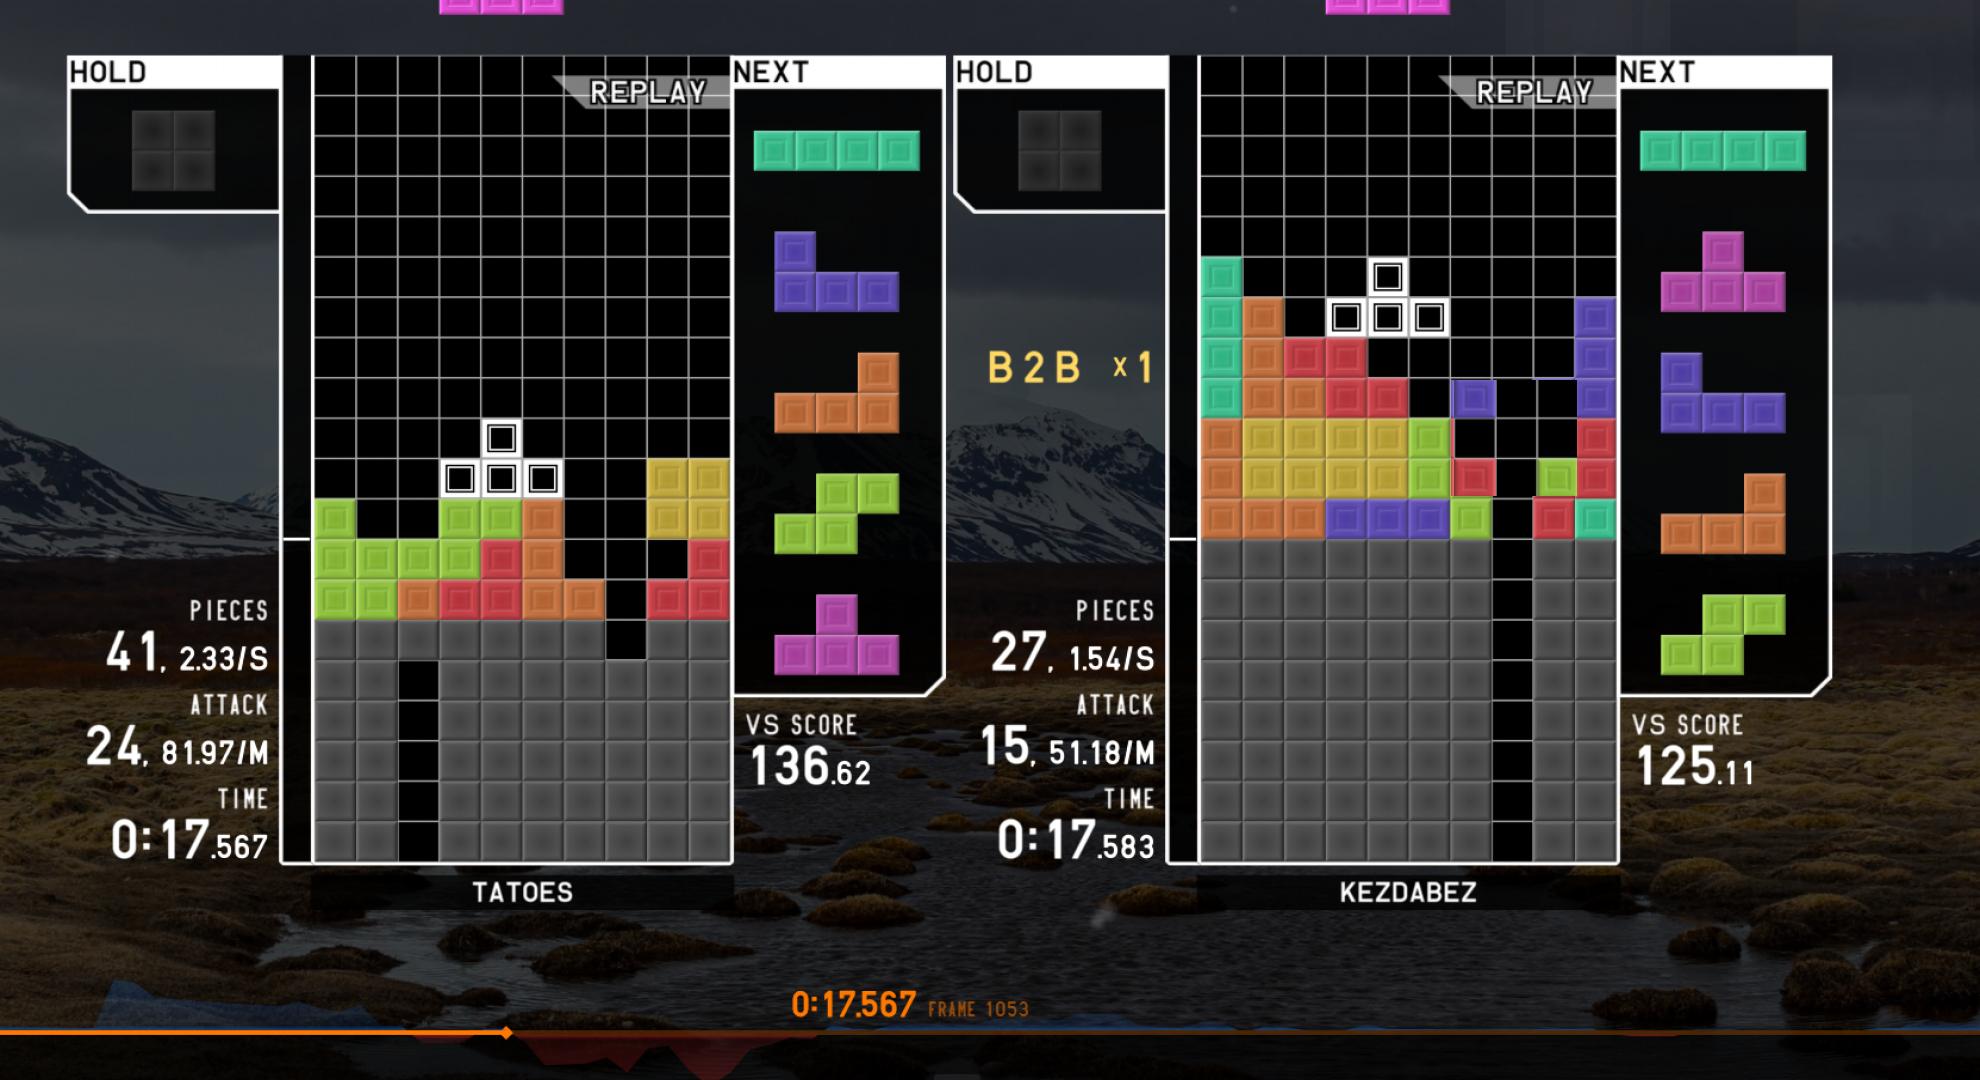 HOLD
REPLAY
NEXT
PIECES
41, 2.33/S
ATTACK
24, 81.97/M
TIME
0:17.567
VS SCORE
136.62
TATOES
HOLD
REPLAY
NEXT
B2B x1
PIECES
27, 1.54/S
ATTACK
15, 51.18/M
TIME
0:17.583
VS SCORE
125.11
KEZDABEZ
0:17.567 FRAME 1053